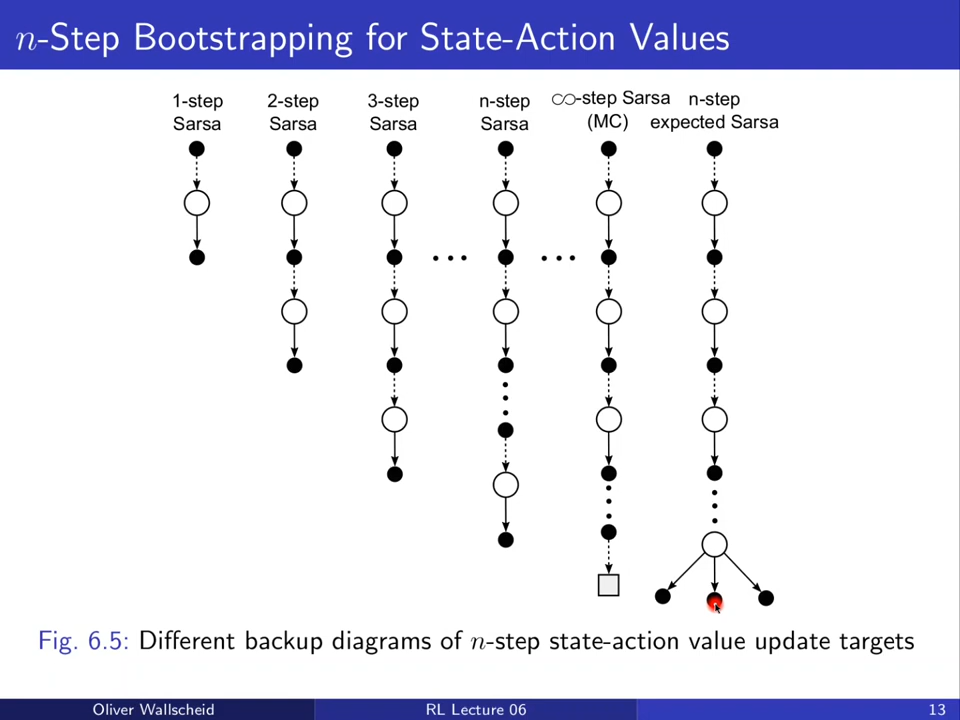 n-Step Bootstrapping for State-Action Values
1-step Sarsa
2-step Sarsa
3-step Sarsa
n-step Sarsa
∞-step Sarsa (MC)
n-step expected Sarsa
Fig. 6.5: Different backup diagrams of n-step state-action value update targets
Oliver Wallscheid
RL Lecture 06
13